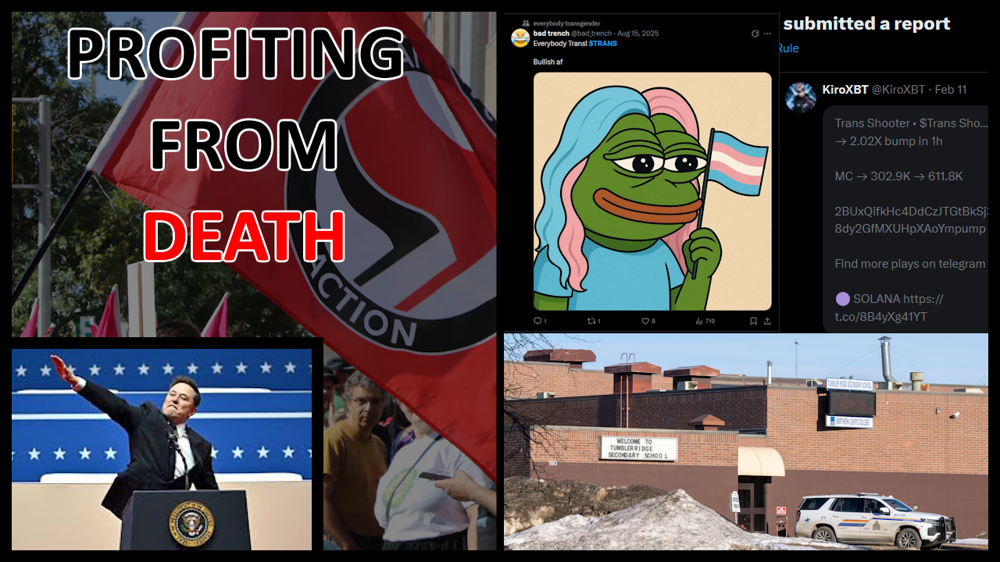 PROFITING
FROM
DEATH
ACTION
everybody transgender
bad trench @bad_trench · Aug 15, 2025
Everybody Trans! $TRANS
Bullish af
1 1 8 719
submitted a report
Rule
KiroXBT @KiroXBT · Feb 11
Trans Shooter • $Trans Sho...
→ 2.02X bump in 1h
MC → 302.9K → 611.8K
8dy2GfMXUHpXAoYmpump
Find more plays on telegram
SOLANA https://
t.co/8B4yXg41YT
TUMBLER RIDGE SECONDARY SCHOOL
NORTHERN LIGHTS COLLEGE
WELCOME TO
TUMBLER RIDGE
SECONDARY SCHOOL
180